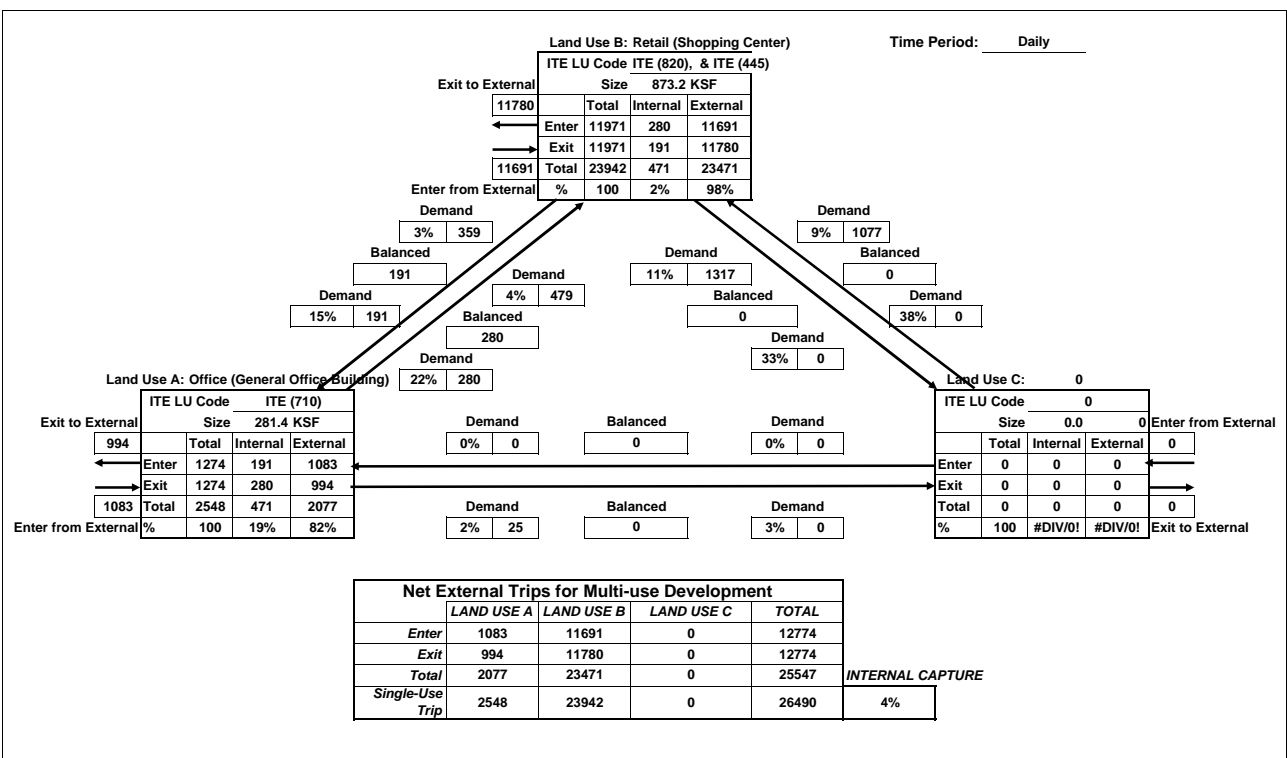 Land Use B: Retail (Shopping Center)
Time Period: Daily
ITE LU Code ITE (820), & ITE (445)
Exit to External Size 873.2 KSF
11780 Total Internal External
Enter 11971 280 11691
Exit 11971 191 11780
11691 Total 23942 471 23471
Enter from External % 100 2% 98%
Demand Demand
3% 359 9% 1077
Balanced Demand Balanced
191 11% 1317 0
Demand
4% 479
Demand Balanced Demand
15% 191 0 38% 0
Balanced
280
Demand
33% 0
Demand
22% 280
Land Use A: Office (General Office Building)
ITE LU Code ITE (710)
Exit to External Size 281.4 KSF
994 Total Internal External
Enter 1274 191 1083
Exit 1274 280 994
1083 Total 2548 471 2077
Enter from External % 100 19% 82%
Demand Balanced Demand
0% 0 0 0% 0
Demand Balanced Demand
2% 25 0 3% 0
Land Use C: 0
ITE LU Code 0
Size 0.0 0 Enter from External
Total Internal External 0
Enter 0 0 0
Exit 0 0 0
Total 0 0 0 0
% 100 #DIV/0! #DIV/0! Exit to External
Net External Trips for Multi-use Development
LAND USE A LAND USE B LAND USE C TOTAL
Enter 1083 11691 0 12774
Exit 994 11780 0 12774
Total 2077 23471 0 25547 INTERNAL CAPTURE
Single-Use
Trip 2548 23942 0 26490 4%